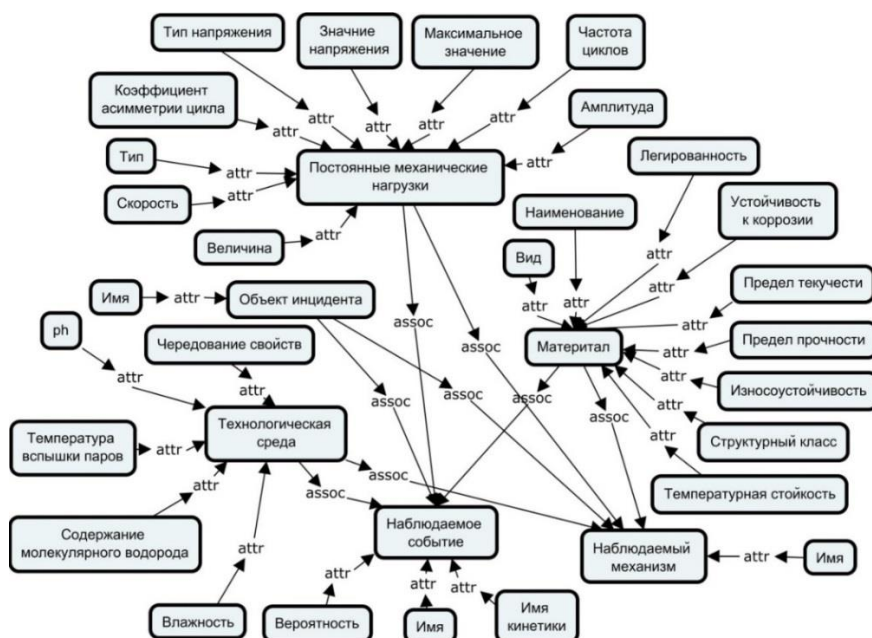 Тип напряжения
Значние
напряжения
Максимальное
значение
Частота
циклов
Коэффициент
асимметрии цикла
attr
attr
attr
attr
attr
Амплитуда
attr
Тип
attr
Постоянные механические
нагрузки
Легированность
Скорость
attr
Наименование
Устойчивость
к коррозии
Величина
attr
Вид
attr
attr
attr
attr
Предел текучести
attr
Имя
attr
Объект инцидента
ph
Чередование свойств
assoc
assoc
Материтал
attr
Предел прочности
attr
attr
assoc
attr
assoc
assoc
assoc
attr
Износоустойчивость
attr
Структурный класс
attr
Технологическая
среда
Температура
вспышки паров
attr
attr
Температурная стойкость
assoc
assoc
attr
Содержание
молекулярного водорода
attr
Наблюдаемое
событие
Наблюдаемый
механизм
attr
Имя
Влажность
Вероятность
attr
attr
attr
Имя
Имя
кинетики